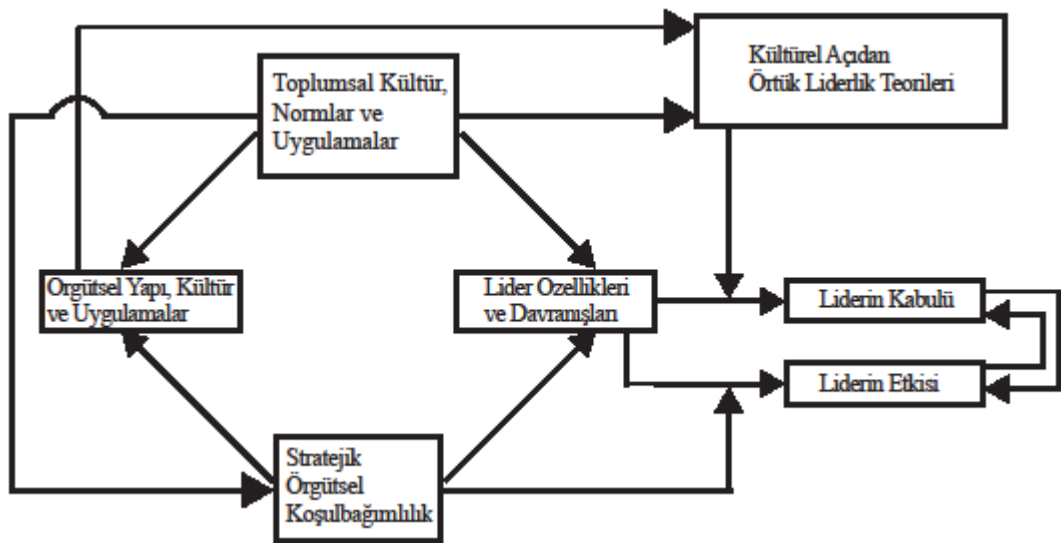 Kültürel Açıdan
Örtük Liderlik Teorileri
Toplumsal Kültür,
Normlar ve
Uygulamalar
Orgütsel Yapı, Kültür
ve Uygulamalar
Lider Ozellikleri
ve Davranışları
Liderin Kabulü
Liderin Etkisi
Stratejik
Örgütsel
Koşulbağımlılık